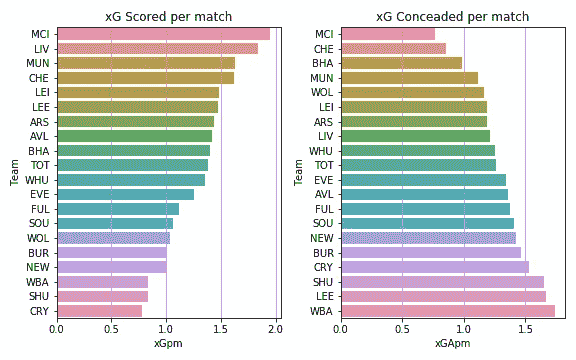 xG Scored per match
Team
MCI
LIV
MUN
CHE
LEI
LEE
ARS
AVL
BHA
TOT
WHU
EVE
FUL
SOU
WOL
BUR
NEW
WBA
SHU
CRY
0.0 0.5 1.0 1.5 2.0
xGpm
xG Conceaded per match
Team
MCI
CHE
BHA
MUN
WOL
LEI
ARS
LIV
WHU
TOT
EVE
AVL
FUL
SOU
NEW
BUR
CRY
SHU
LEE
WBA
0.0 0.5 1.0 1.5
xGApm